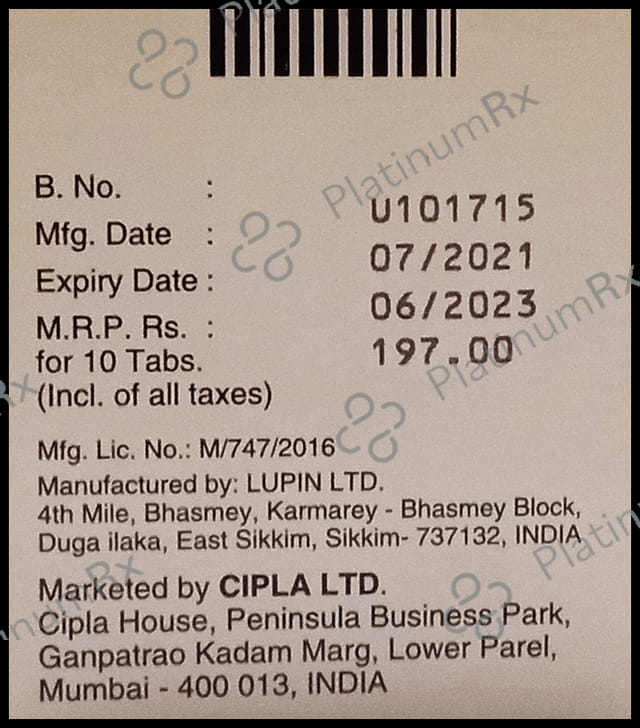 B. No. : U101715
Mfg. Date : 07/2021
Expiry Date : 06/2023
M.R.P. Rs. : 197.00
for 10 Tabs.
(Incl. of all taxes)
Mfg. Lic. No.: M/747/2016
Manufactured by: LUPIN LTD.
4th Mile, Bhasmey, Karmarey - Bhasmey Block,
Duga ilaka, East Sikkim, Sikkim- 737132, INDIA
Marketed by CIPLA LTD.
Cipla House, Peninsula Business Park,
Ganpatrao Kadam Marg, Lower Parel,
Mumbai - 400 013, INDIA
PlatinumRx
PlatinumRx